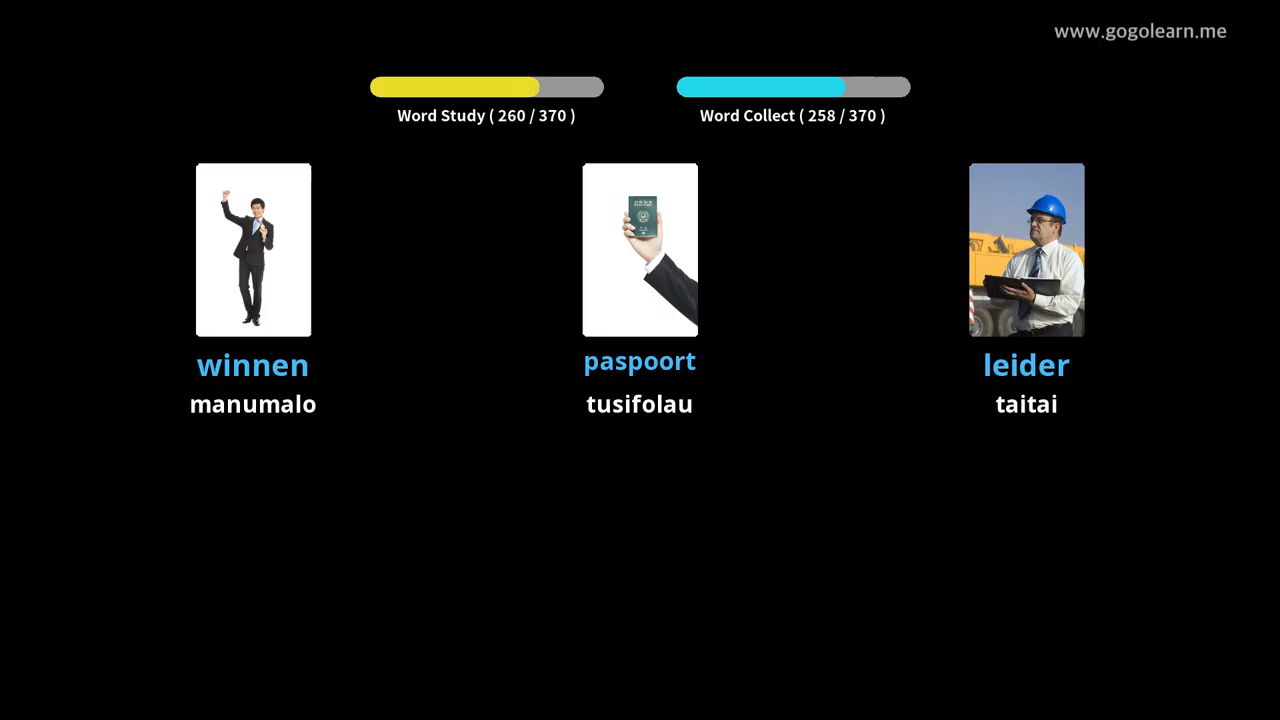 www.gogolearn.me
Word Study ( 260 / 370 )
Word Collect ( 258 / 370 )
winnen
manumalo
paspoort
tusifolau
leider
taitai